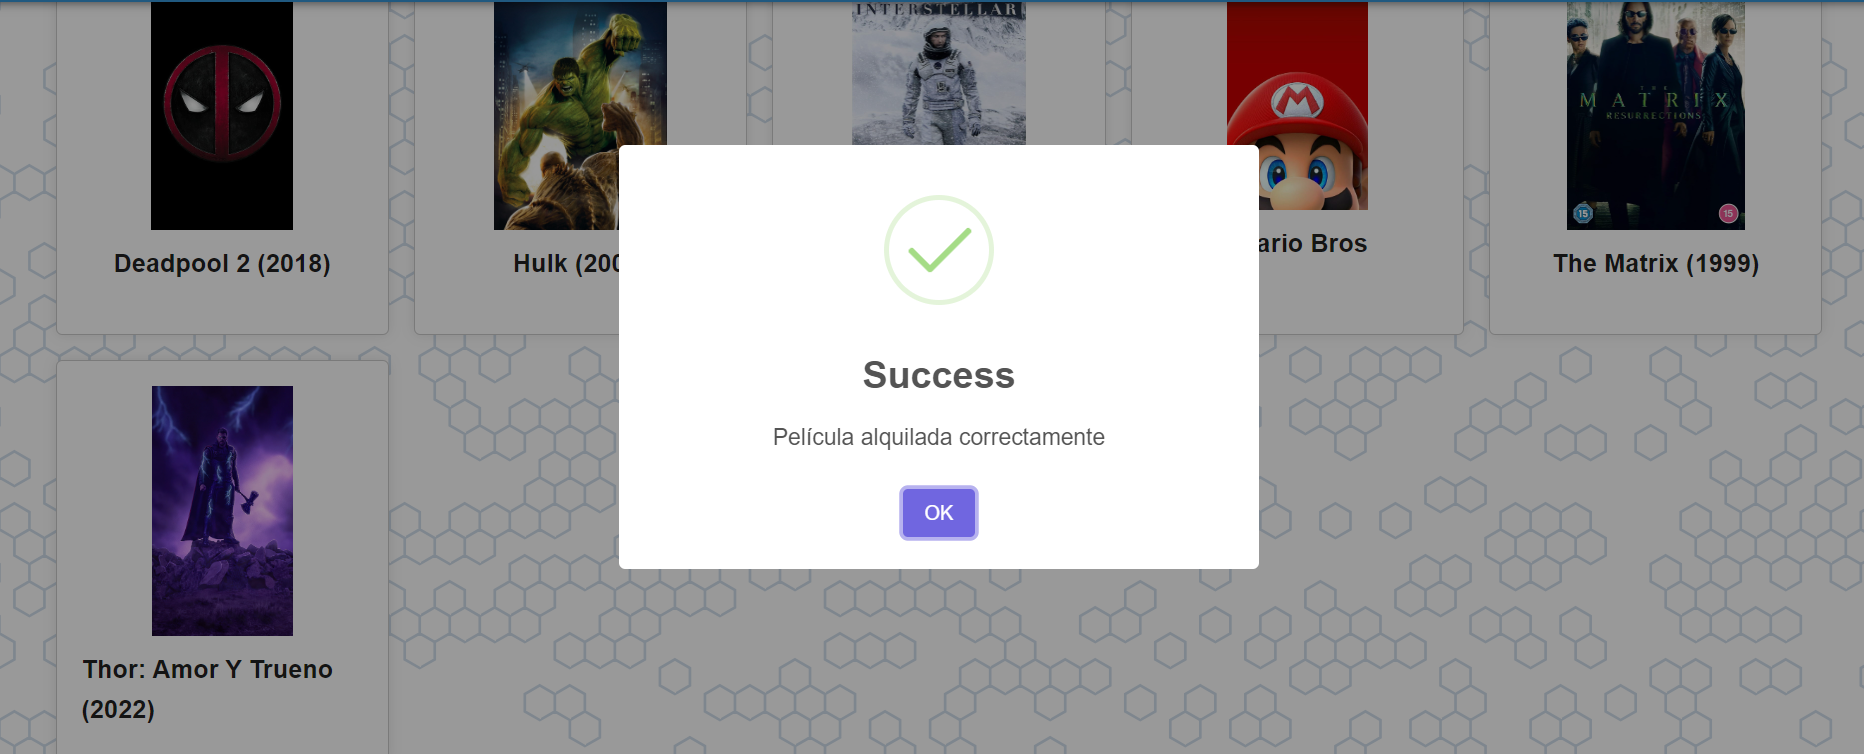 INTERSTELLAR
THE
MATRIX
RESURRECTIONS
15
15
Deadpool 2 (2018)
Hulk (200
ario Bros
The Matrix (1999)
Success
Película alquilada correctamente
OK
Thor: Amor Y Trueno
(2022)